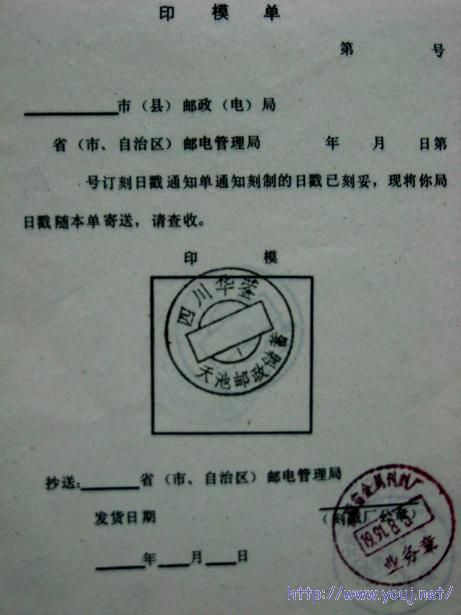 印模单
第 号
市（县）邮政（电）局
省（市、自治区）邮电管理局 年 月 日第
号订刻日戳通知单通知刻制的日戳已刻妥，现将你局
日戳随本单寄送，请查收。
印 模
四川华蓥
天池邮政储蓄
抄送： 省（市、自治区）邮电管理局
发货日期
（刻戳厂公章）
年 月 日
业务章
http://www.youj.net/